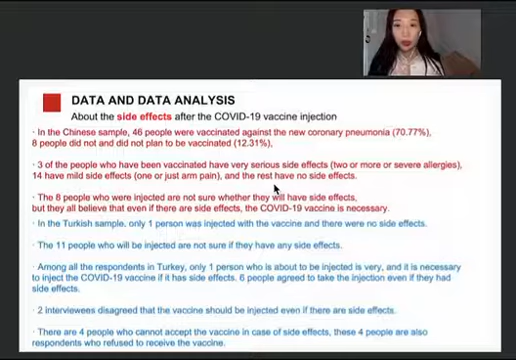 DATA AND DATA ANALYSIS
About the side effects after the COVID-19 vaccine injection
• In the Chinese sample, 46 people were vaccinated against the new coronary pneumonia (70.77%),
8 people did not and did not plan to be vaccinated (12.31%),
• 3 of the people who have been vaccinated have very serious side effects (two or more or severe allergies),
14 have mild side effects (one or just arm pain), and the rest have no side effects.
• The 8 people who were injected are not sure whether they will have side effects,
but they all believe that even if there are side effects, the COVID-19 vaccine is necessary.
• In the Turkish sample, only 1 person was injected with the vaccine and there were no side effects.
• The 11 people who will be injected are not sure if they have any side effects.
• Among all the respondents in Turkey, only 1 person who is about to be injected is very, and it is necessary
to inject the COVID-19 vaccine if it has side effects. 6 people agreed to take the injection even if they had
side effects.
• 2 interviewees disagreed that the vaccine should be injected even if there are side effects.
• There are 4 people who cannot accept the vaccine in case of side effects, these 4 people are also
respondents who refused to receive the vaccine.